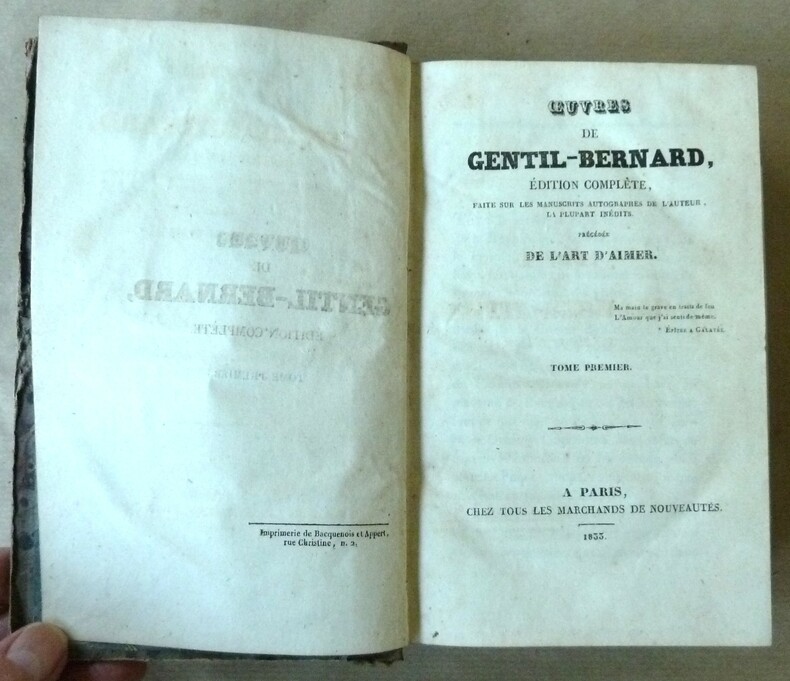 Imprimerie de Bacquenois et Appert,
rue Christine, n. 2,
ŒUVRES
DE
GENTIL-BERNARD,
ÉDITION COMPLÈTE,
FAITE SUR LES MANUSCRITS AUTOGRAPHES DE L'AUTEUR,
LA PLUPART INÉDITS.
PRÉCÉDÉE
DE L'ART D'AIMER.
Ma main te grave en traits de feu
L'Amour que j'ai senti de même.
EPÎTRE A
TOME PREMIER.
A PARIS,
CHEZ TOUS LES MARCHANDS DE NOUVEAUTÉS.
1833.